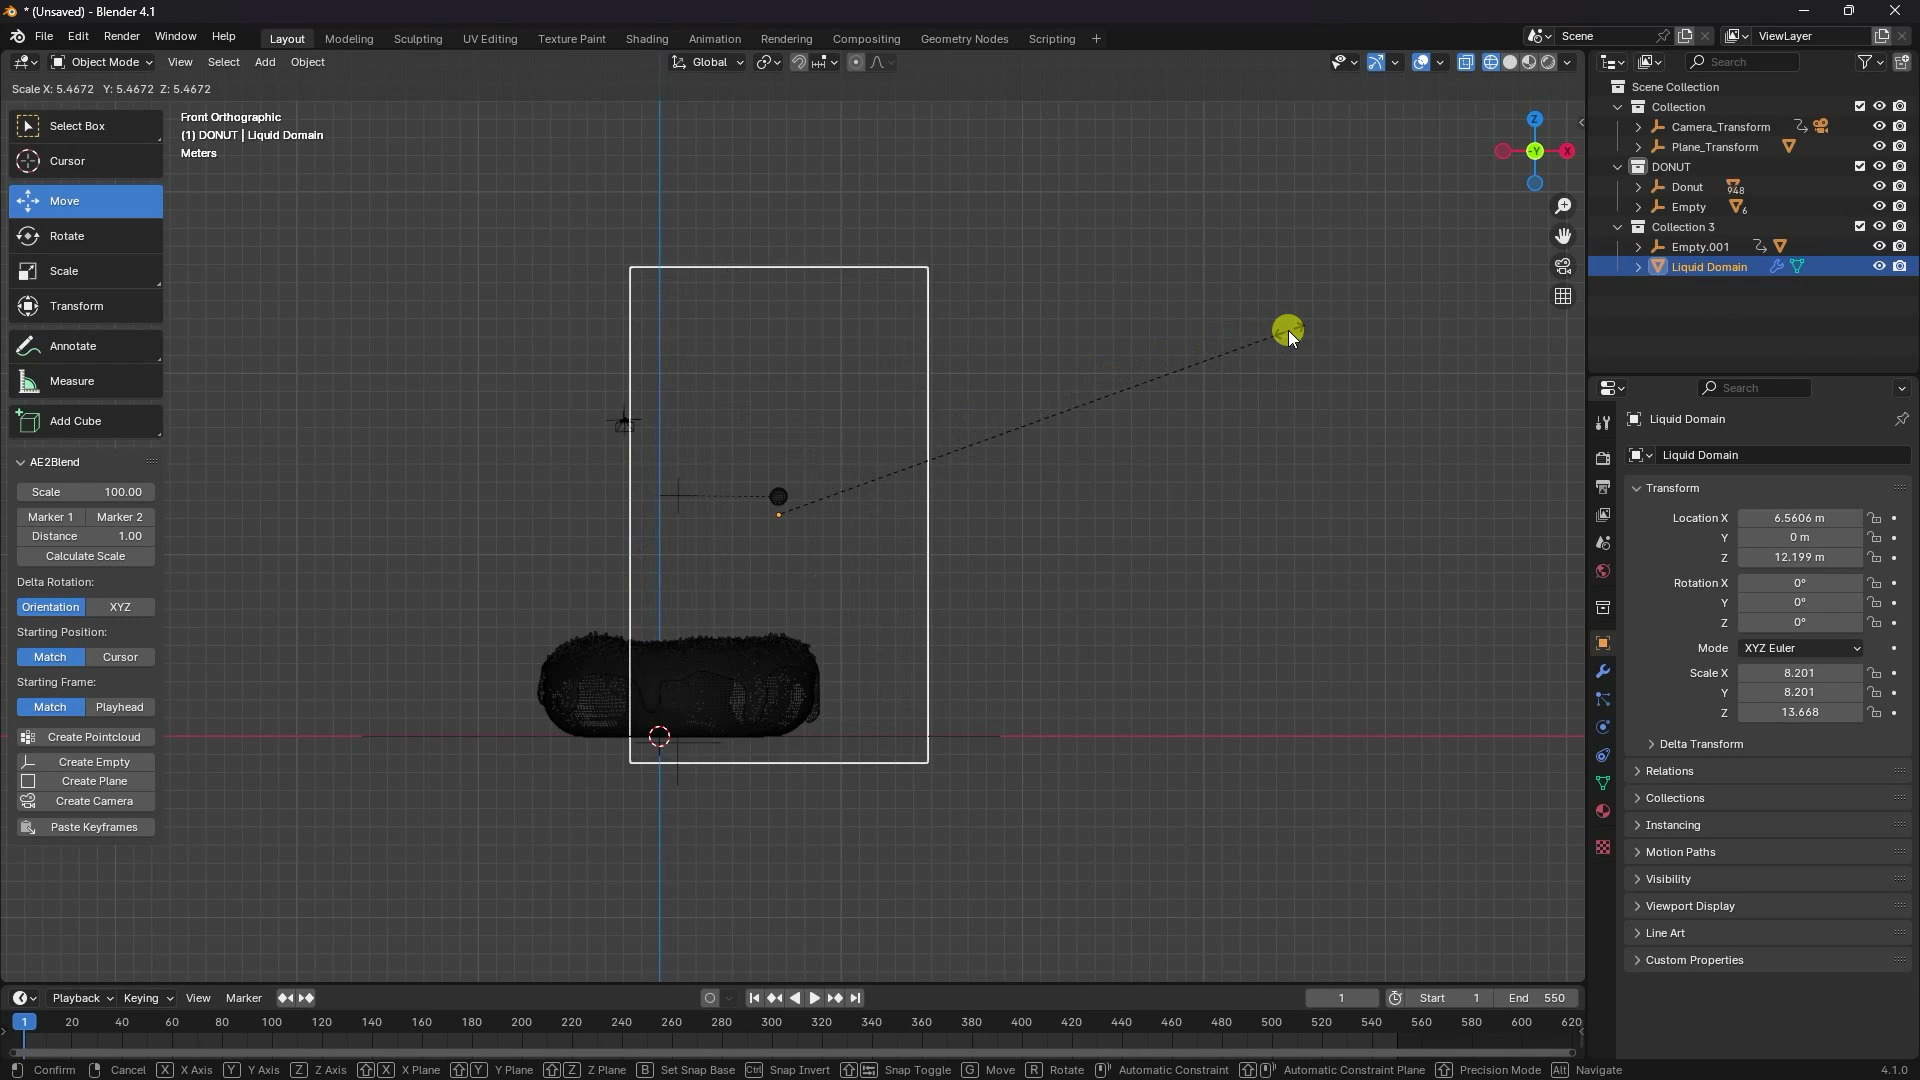 * (Unsaved) - Blender 4.1
File Edit Render Window Help
Layout Modeling Sculpting UV Editing Texture Paint Shading Animation Rendering Compositing Geometry Nodes Scripting +
Scene
ViewLayer
Object Mode View Select Add Object
Global
Search
Scale X: 5.4672 Y: 5.4672 Z: 5.4672
Front Orthographic
(1) DONUT | Liquid Domain
Meters
Select Box
Cursor
Move
Rotate
Scale
Transform
Annotate
Measure
Add Cube
AE2Blend
Scale 100.00
Marker 1 Marker 2
Distance 1.00
Calculate Scale
Delta Rotation:
Orientation XYZ
Starting Position:
Match Cursor
Starting Frame:
Match Playhead
Create Pointcloud
Create Empty
Create Plane
Create Camera
Paste Keyframes
Z
-Y
X
Scene Collection
Collection
Camera_Transform
Plane_Transform
DONUT
Donut 948
Empty 6
Collection 3
Empty.001
Liquid Domain
Search
Liquid Domain
Liquid Domain
Transform
Location X 6.5606 m
Y 0 m
Z 12.199 m
Rotation X 0°
Y 0°
Z 0°
Mode XYZ Euler
Scale X 8.201
Y 8.201
Z 13.668
Delta Transform
Relations
Collections
Instancing
Motion Paths
Visibility
Viewport Display
Line Art
Custom Properties
Playback Keying View Marker
1 Start 1 End 550
1 20 40 60 80 100 120 140 160 180 200 220 240 260 280 300 320 340 360 380 400 420 440 460 480 500 520 540 560 580 600 620
Confirm Cancel X X Axis Y Y Axis Z Z Axis X X Plane Y Y Plane Z Z Plane B Set Snap Base Ctrl Snap Invert Snap Toggle G Move R Rotate Automatic Constraint Automatic Constraint Plane Precision Mode Alt Navigate 4.1.0